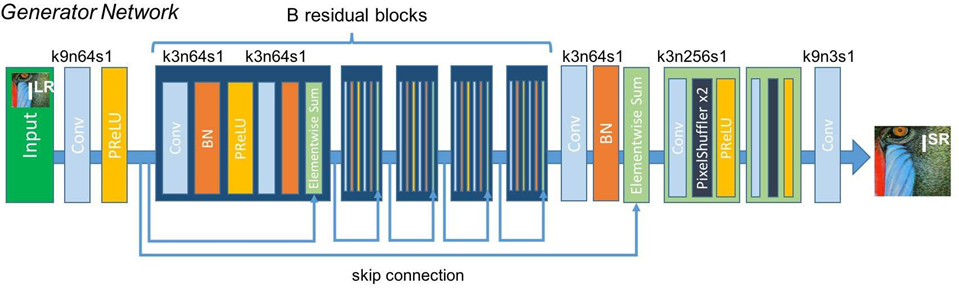 Generator Network
B residual blocks
k9n64s1
k3n64s1
k3n64s1
k3n64s1
k3n256s1
k9n3s1
I LR
Input
Conv
PReLU
Conv
BN
PReLU
Elementwise Sum
Conv
BN
Elementwise Sum
Conv
PixelShuffler x2
PReLU
Conv
I SR
skip connection